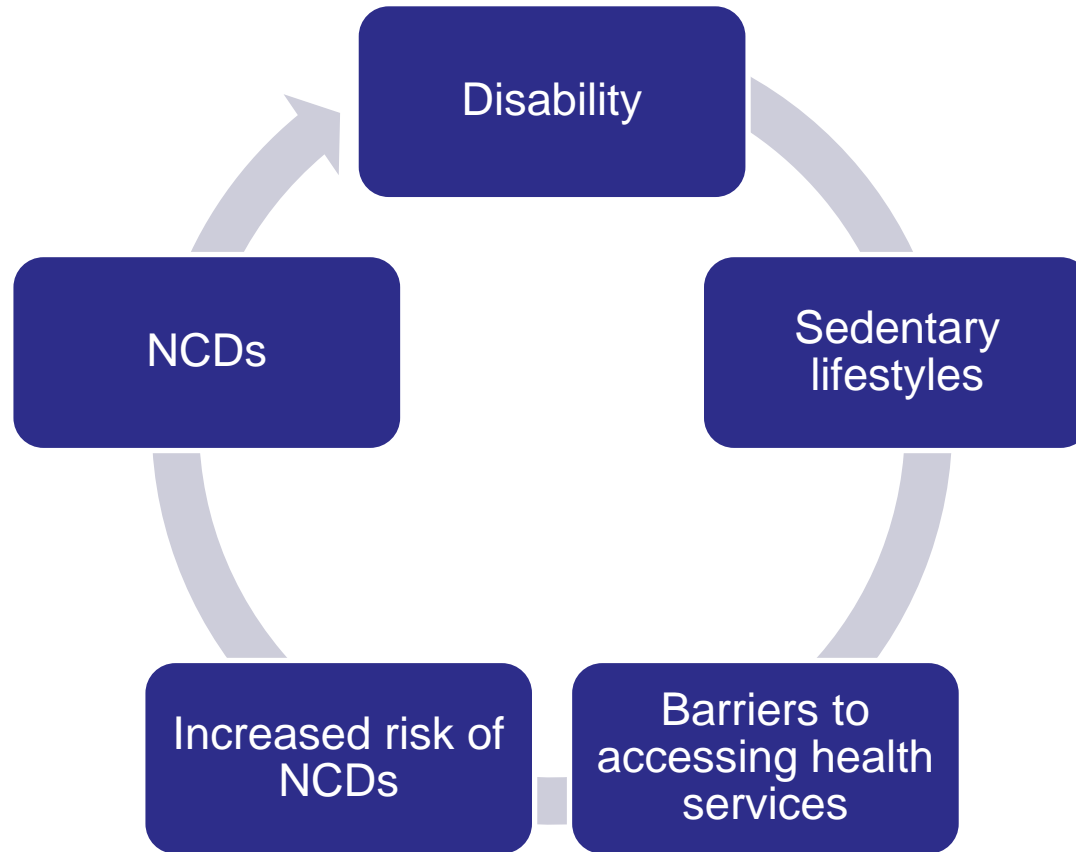 Disability
Sedentary
lifestyles
Barriers to
accessing health
services
Increased risk of
NCDs
NCDs